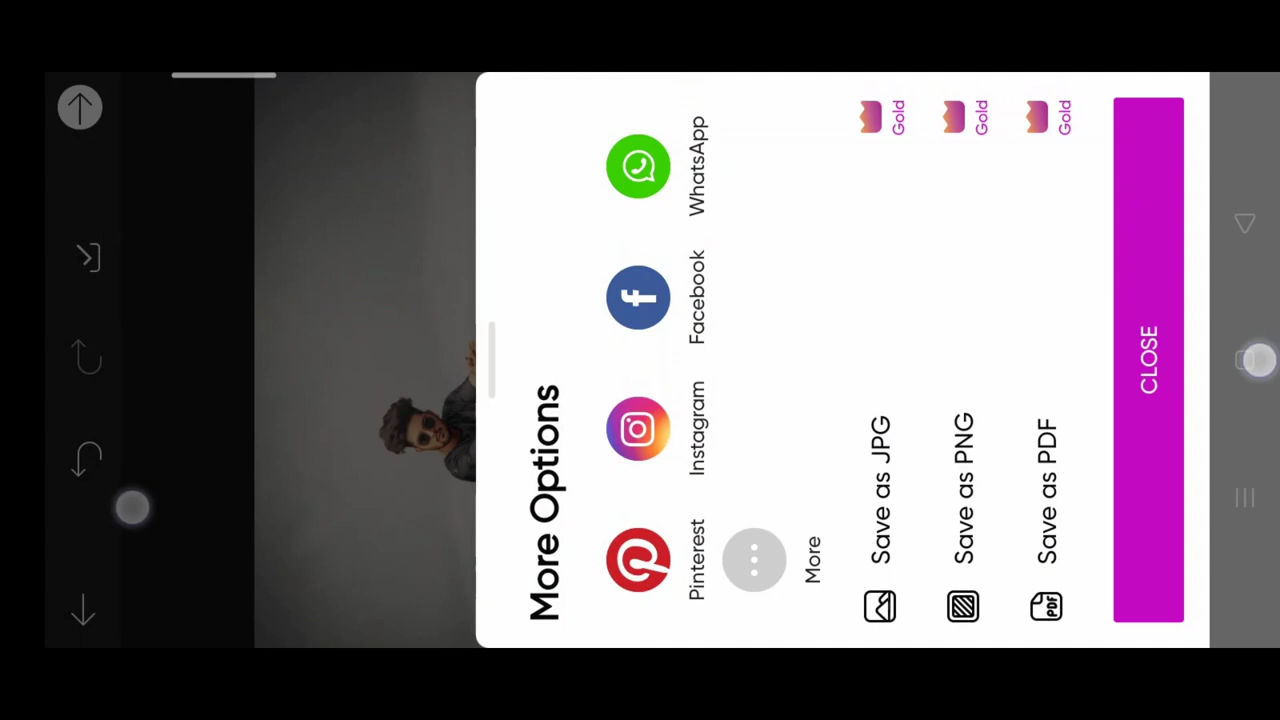 More Options
Pinterest
Instagram
Facebook
WhatsApp
More
Save as JPG
Gold
Save as PNG
Gold
PDF
Save as PDF
Gold
CLOSE